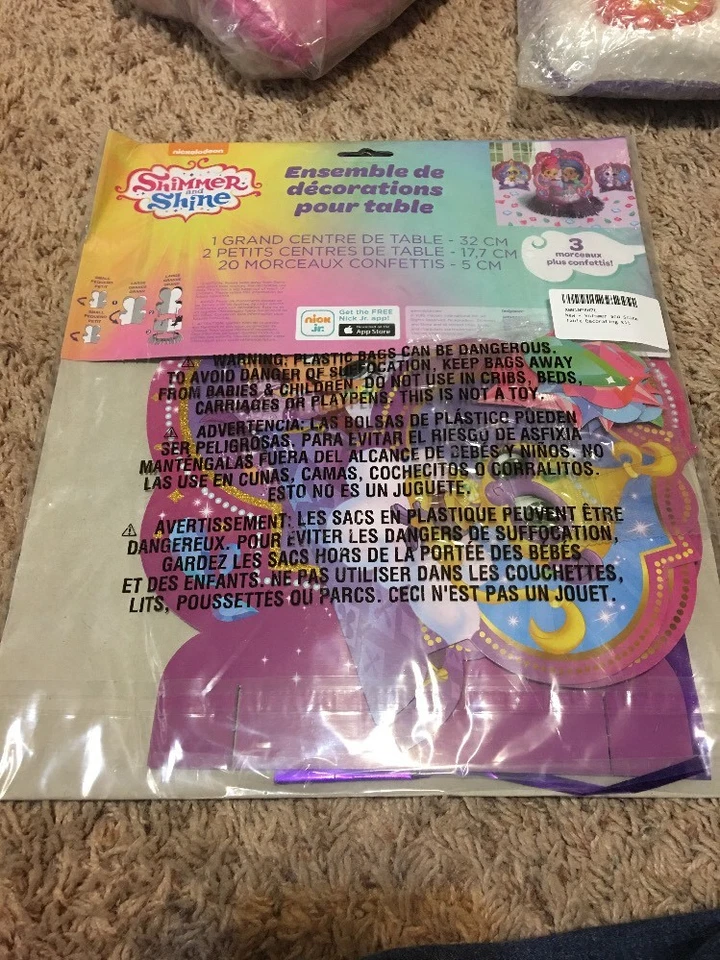 nickelodeon
Shimmer
and
Shine
Ensemble de
décorations
pour table
1 GRAND CENTRE DE TABLE - 32 CM
2 PETITS CENTRES DE TABLE - 17,7 CM
20 MORCEAUX CONFETTIS - 5 CM
3
morceaux
plus confettis!
nick
jr.
Get the FREE
Nick Jr. app!
App Store
New - Shimmer and Shine
Table Decorating Kit
WARNING: PLASTIC BAGS CAN BE DANGEROUS.
TO AVOID DANGER OF SUFFOCATION, KEEP BAGS AWAY
FROM BABIES & CHILDREN. DO NOT USE IN CRIBS, BEDS,
CARRIAGES OR PLAYPENS. THIS IS NOT A TOY.
ADVERTENCIA: LAS BOLSAS DE PLÁSTICO PUEDEN
SER PELIGROSAS. PARA EVITAR EL RIESGO DE ASFIXIA
MANTÉNGALAS FUERA DEL ALCANCE DE BEBÉS Y NIÑOS. NO
LAS USE EN CUNAS, CAMAS, COCHECITOS O CORRALITOS.
ESTO NO ES UN JUGUETE.
AVERTISSEMENT: LES SACS EN PLASTIQUE PEUVENT ÊTRE
DANGEREUX. POUR ÉVITER LES DANGERS DE SUFFOCATION,
GARDEZ LES SACS HORS DE LA PORTÉE DES BÉBÉS
ET DES ENFANTS. NE PAS UTILISER DANS LES COUCHETTES,
LITS, POUSSETTES OU PARCS. CECI N'EST PAS UN JOUET.